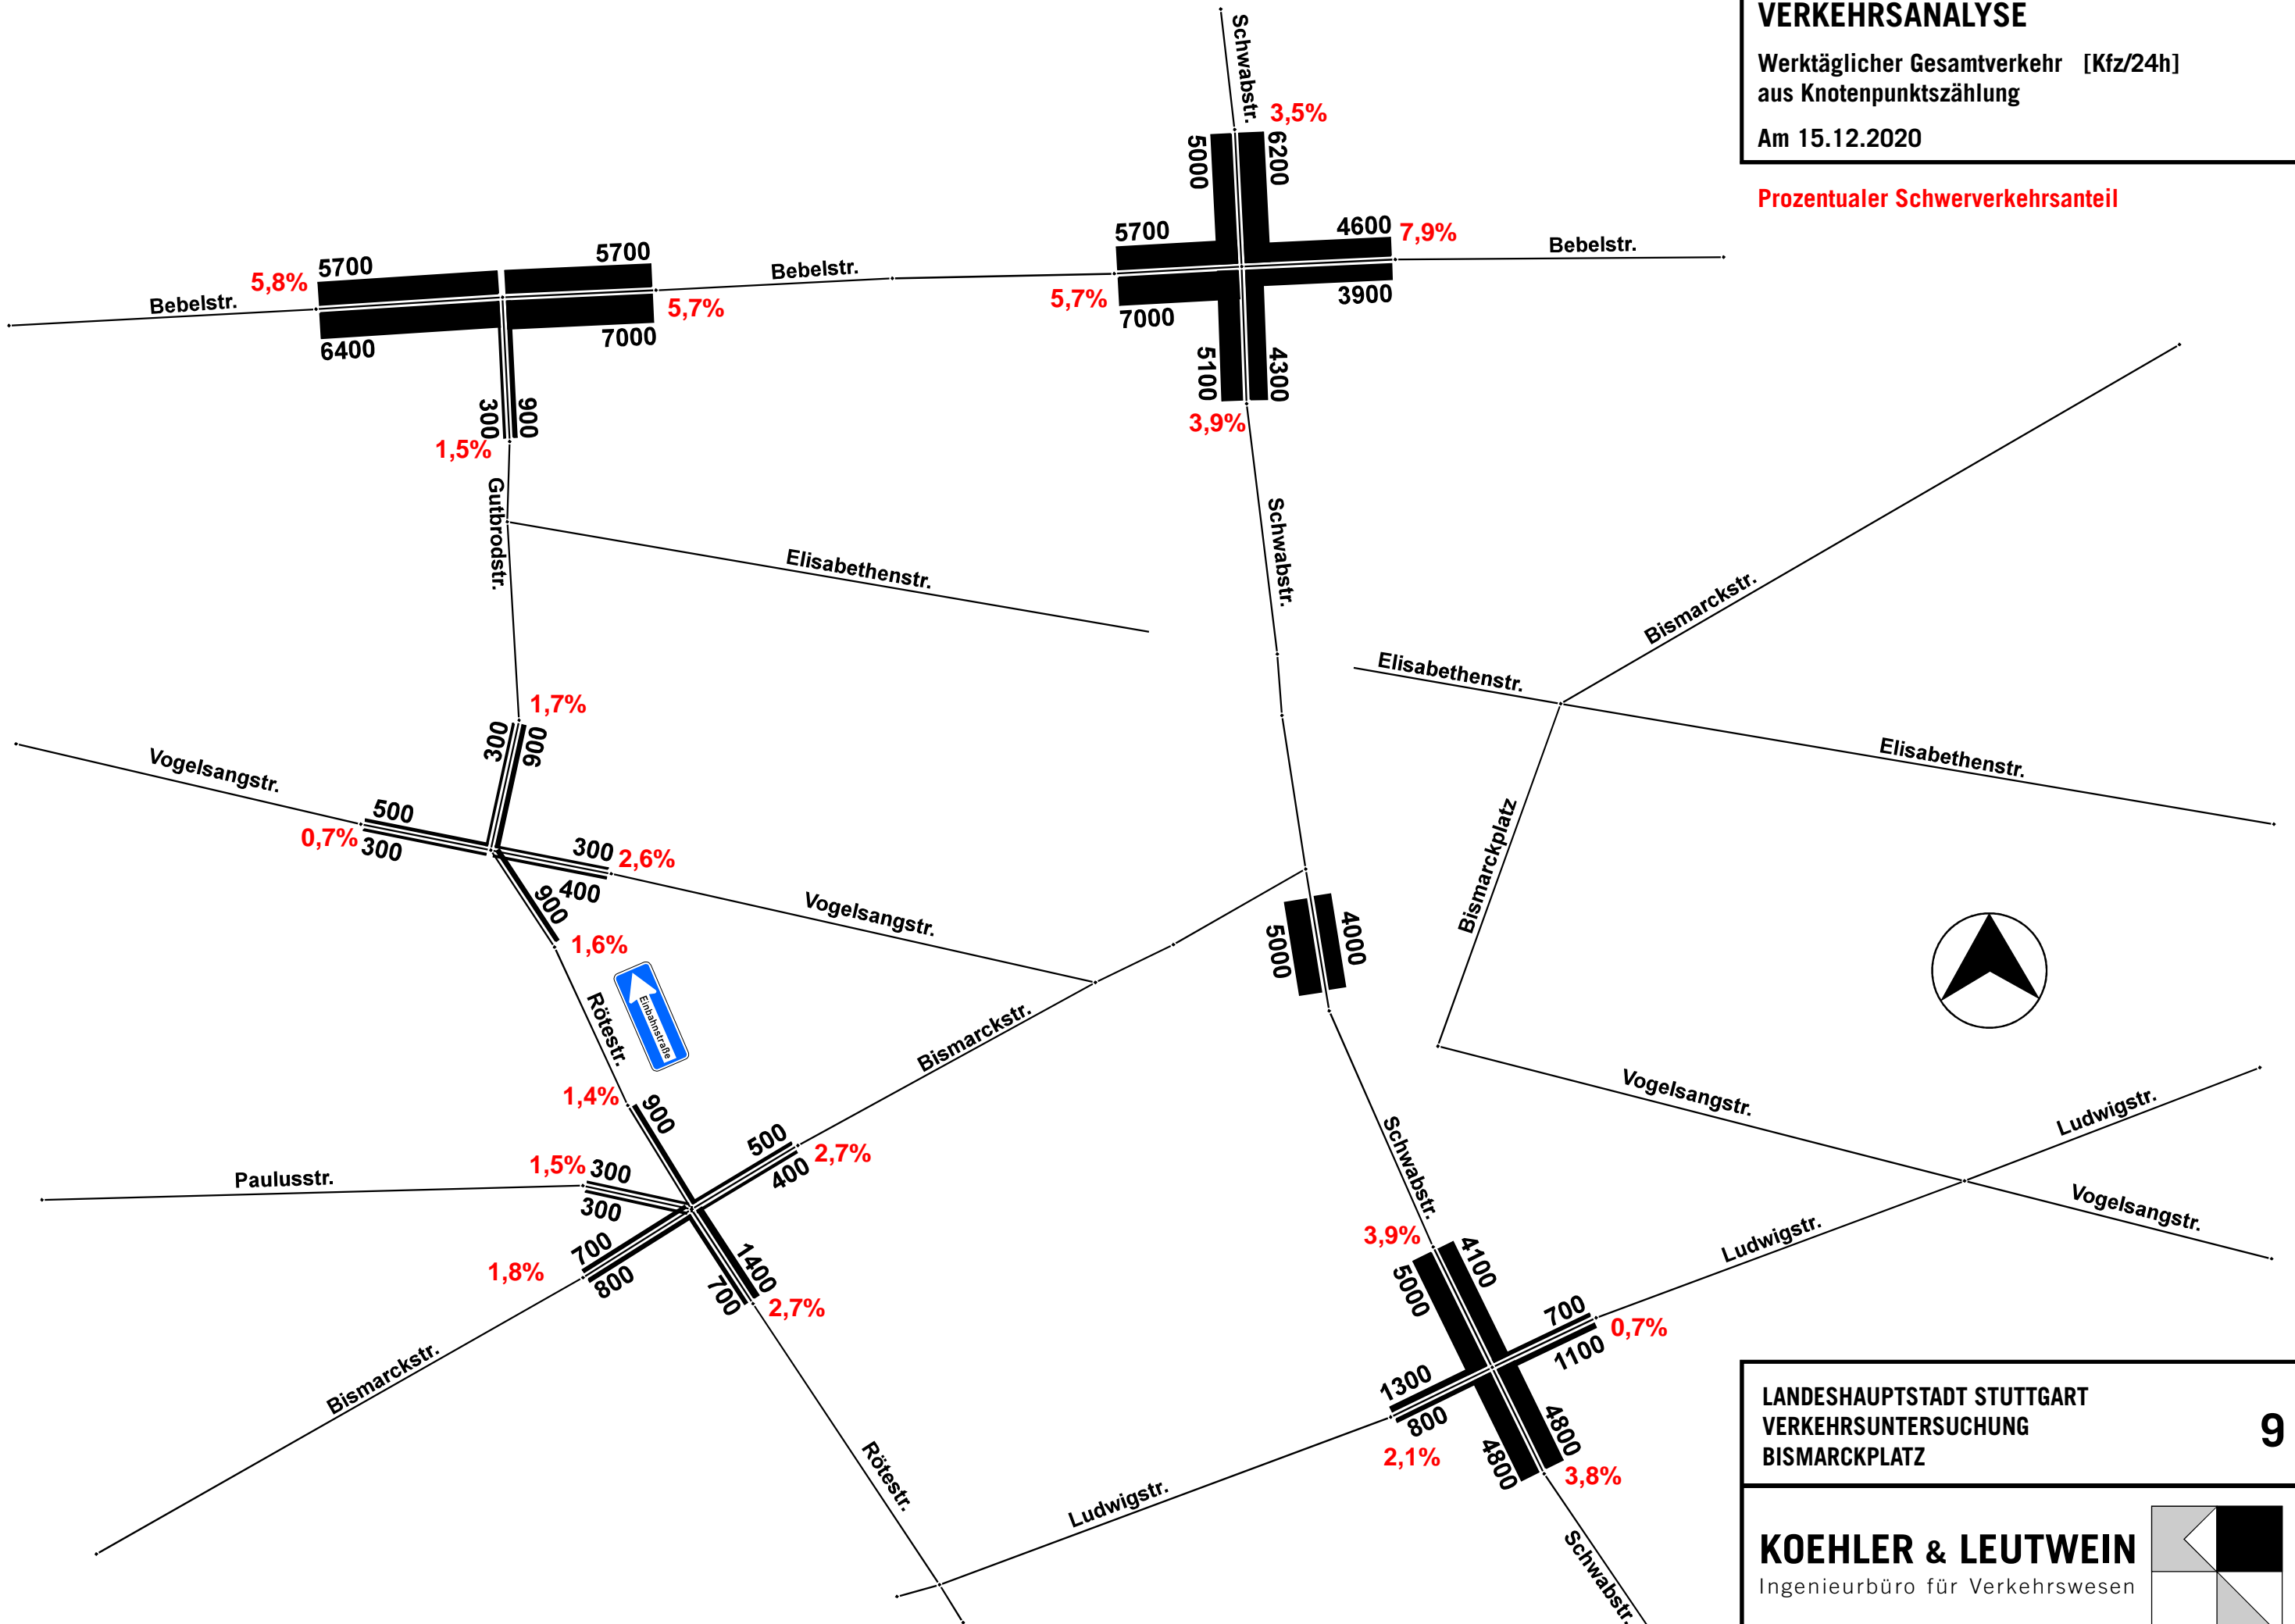 VERKEHRSANALYSE
Werktäglicher Gesamtverkehr [Kfz/24h]
aus Knotenpunktszählung
Am 15.12.2020
Prozentualer Schwerverkehrsanteil
Schwabstr.
3,5%
5000
6200
5700
4600
7,9%
Bebelstr.
5,7%
7000
3900
5100
4300
3,9%
Bebelstr.
5,8%
5700
5700
Bebelstr.
5,7%
6400
7000
300
900
1,5%
Gutbrodstr.
Elisabethenstr.
Schwabstr.
Bismarckstr.
Elisabethenstr.
Elisabethenstr.
Bismarckplatz
1,7%
300
900
Vogelsangstr.
500
0,7%
300
300
2,6%
400
900
1,6%
Vogelsangstr.
5000
4000
Rötestr.
Einbahnstraße
Bismarckstr.
1,4%
900
500
2,7%
400
Paulusstr.
1,5%
300
300
700
1,8%
800
1400
700
2,7%
Bismarckstr.
Rötestr.
Vogelsangstr.
Ludwigstr.
Vogelsangstr.
Ludwigstr.
Schwabstr.
3,9%
4100
5000
700
0,7%
1100
1300
800
2,1%
4800
4800
3,8%
Ludwigstr.
Schwabstr.
LANDESHAUPTSTADT STUTTGART
VERKEHRSUNTERSUCHUNG
BISMARCKPLATZ
9
KOEHLER & LEUTWEIN
Ingenieurbüro für Verkehrswesen